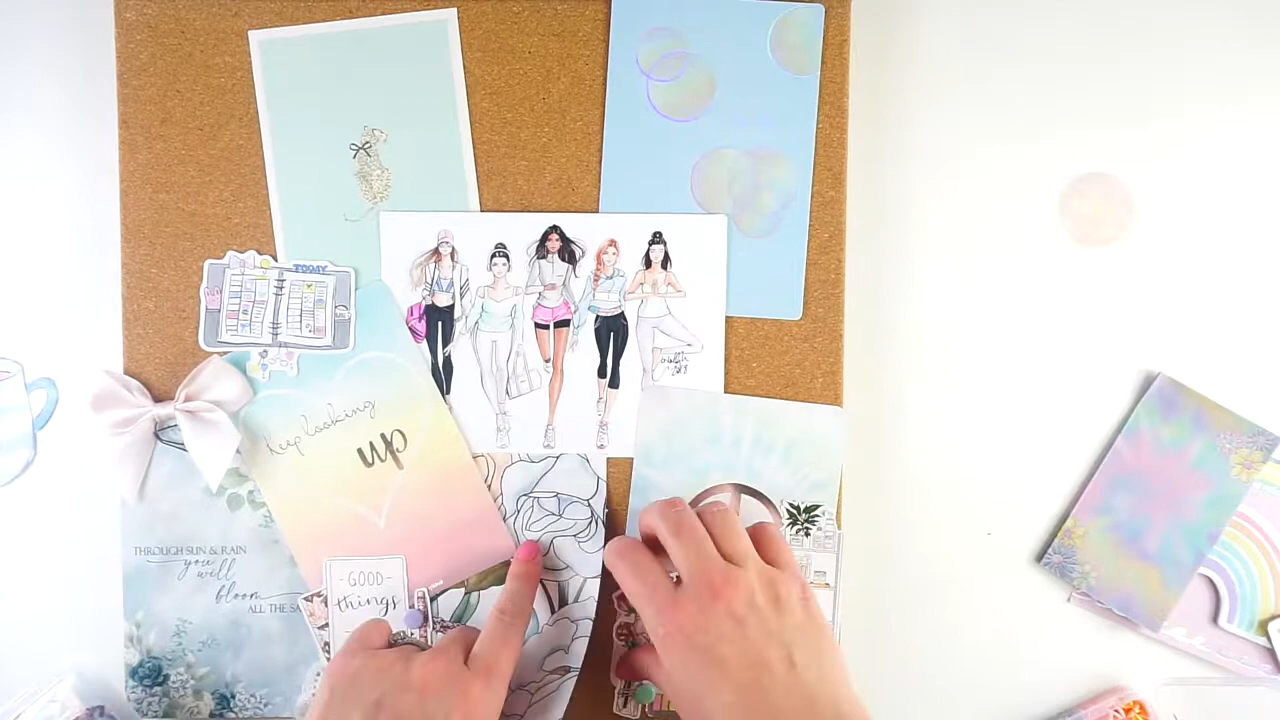 TODAY
Keep looking
up
THROUGH SUN & RAIN
you
will
bloom
ALL THE SA
-GOOD-
things